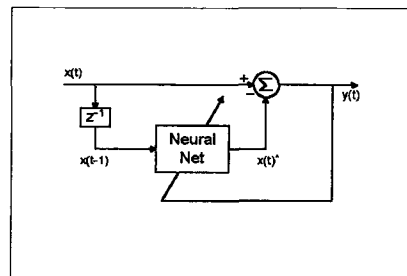 x(t)
+
Σ
−
y(t)
Z⁻¹
Neural
Net
x(t-1)
x(t)^